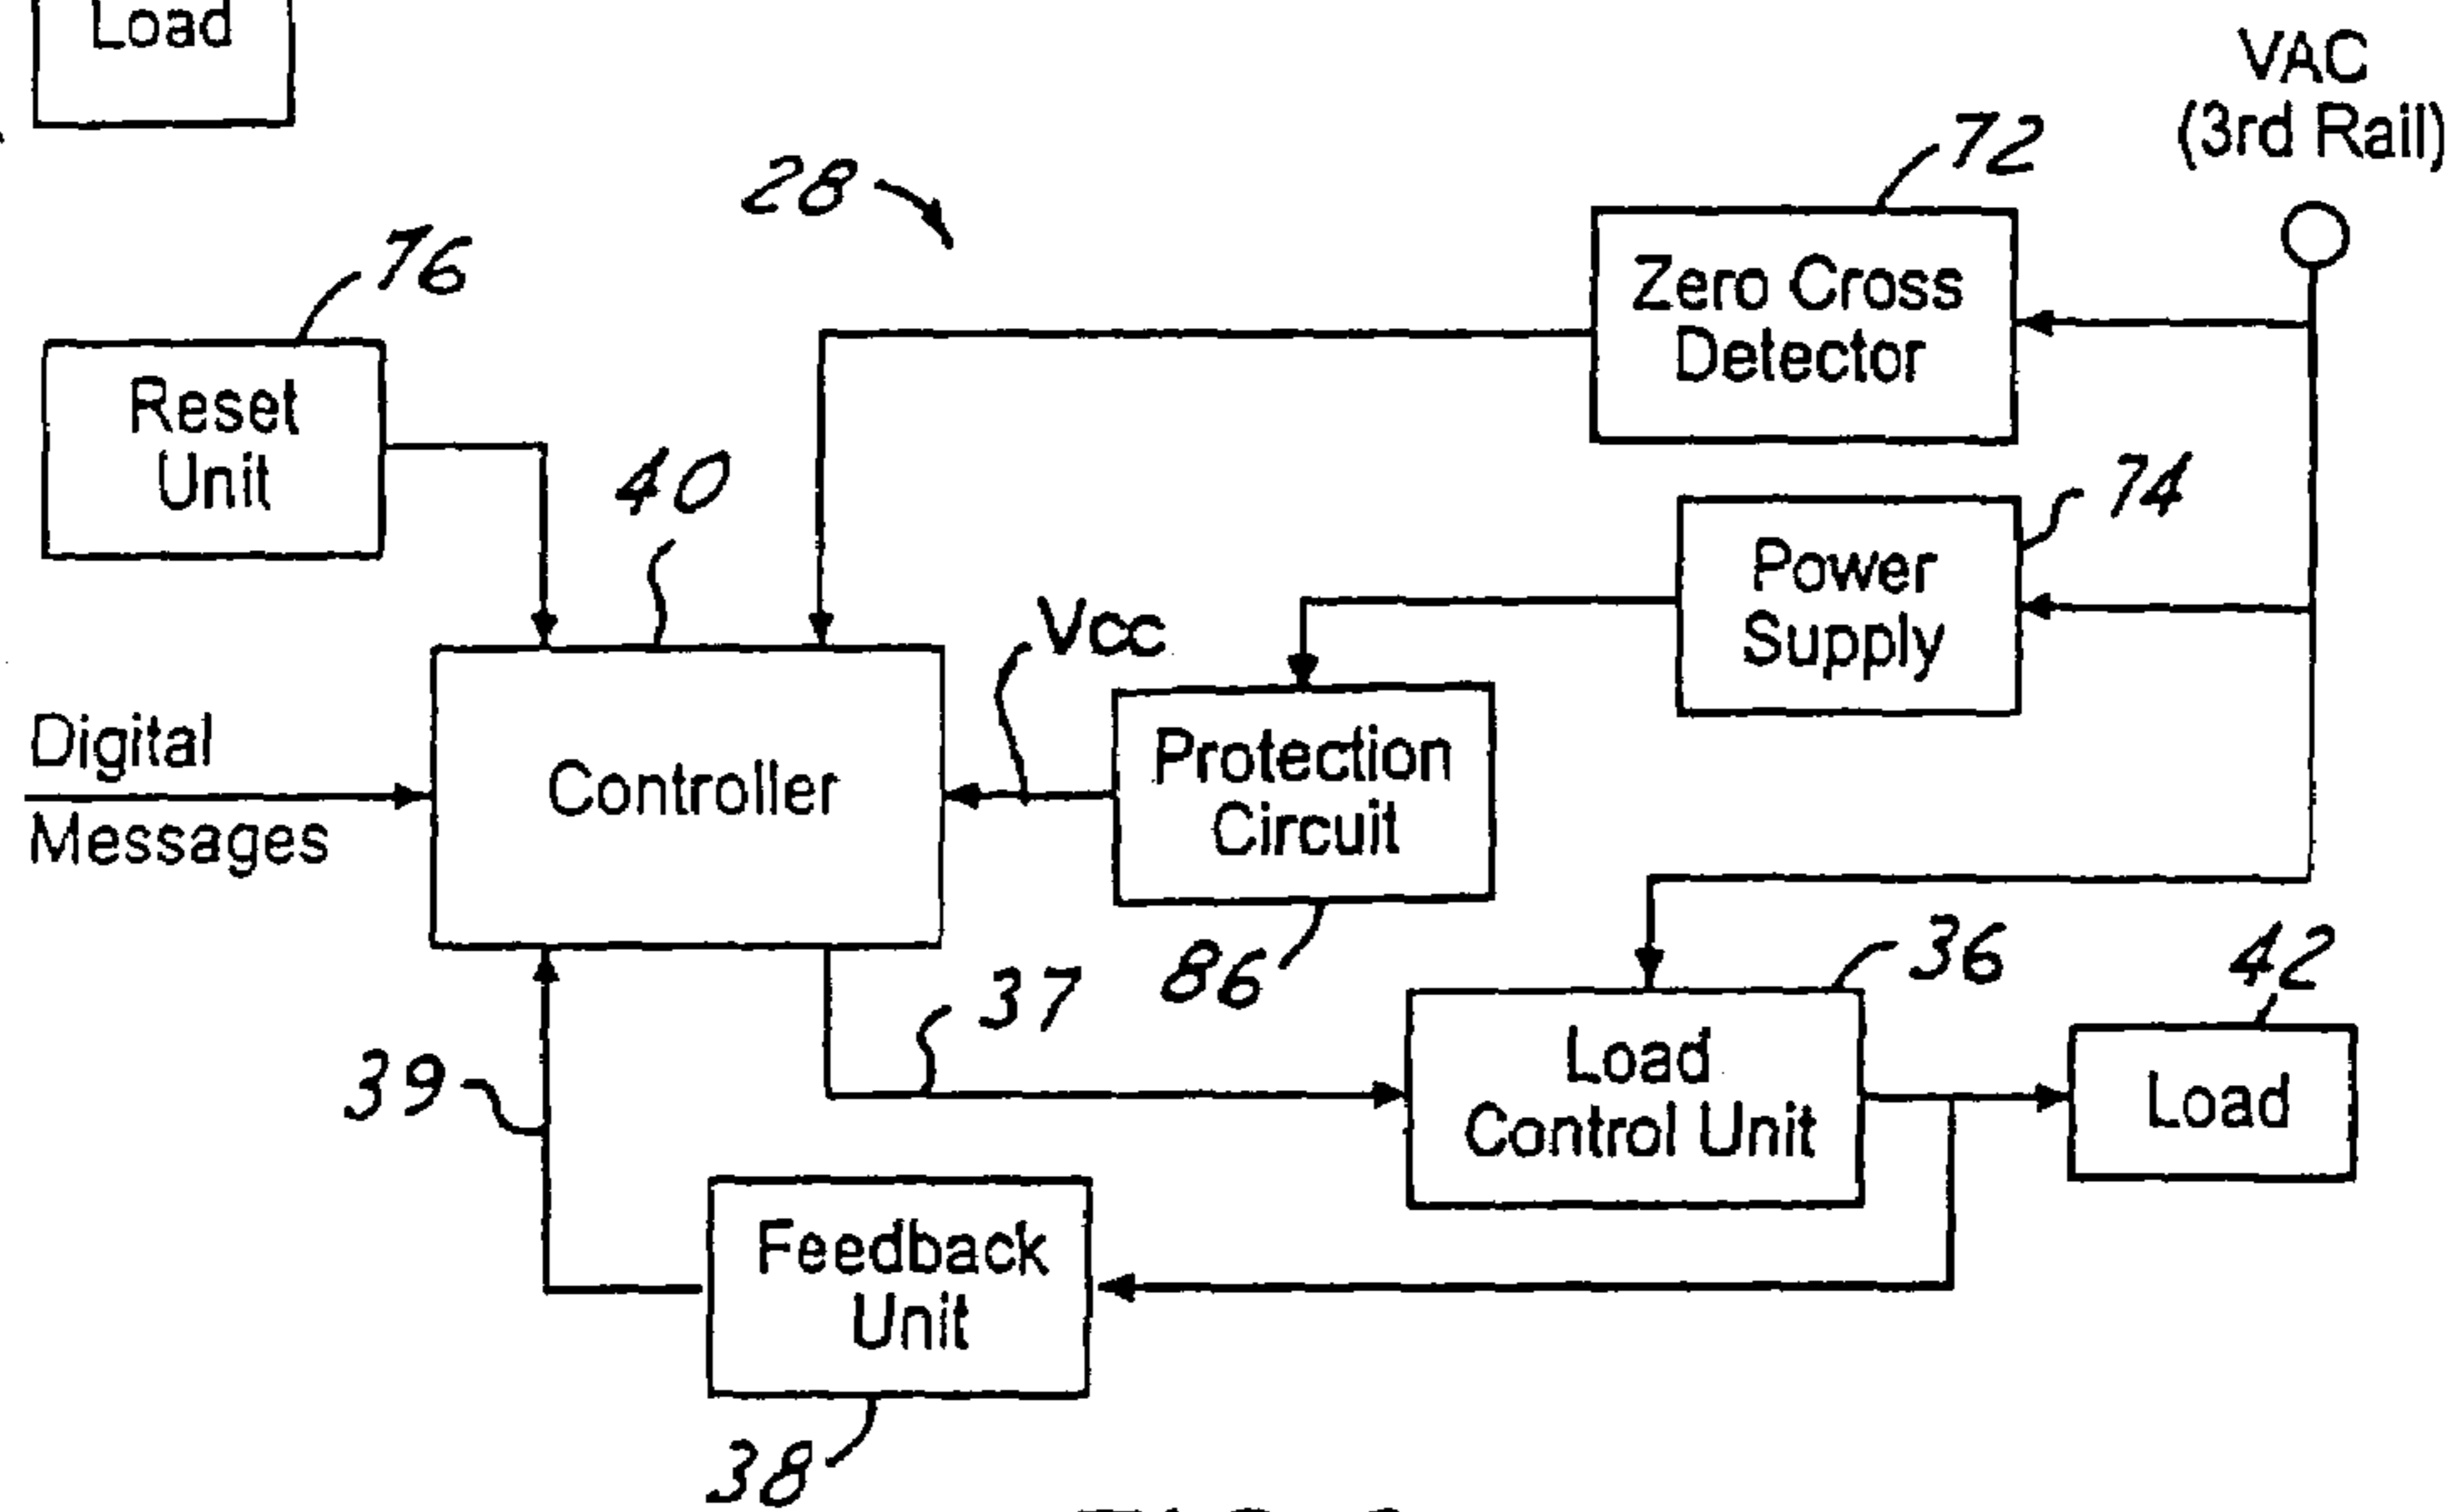 Load
VAC
(3rd Rail)
72
28
76
Zero Cross
Detector
Reset
Unit
40
74
Power
Supply
Vcc
Digital
Messages
Controller
Protection
Circuit
86
36
42
37
39
Load
Control Unit
Load
Feedback
Unit
38